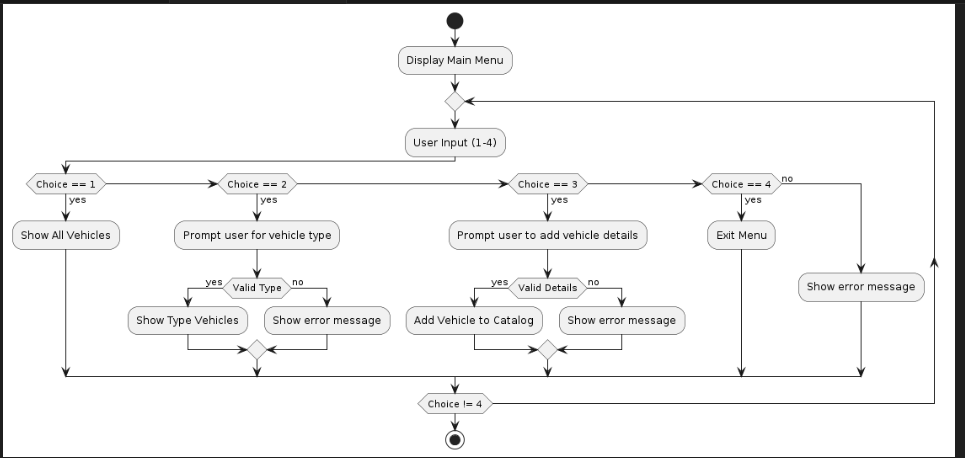 Display Main Menu
User Input (1-4)
Choice == 1
Choice == 2
Choice == 3
Choice == 4
no
yes
yes
yes
yes
Show All Vehicles
Prompt user for vehicle type
Prompt user to add vehicle details
Exit Menu
yes
Valid Type
no
yes
Valid Details
no
Show error message
Show Type Vehicles
Show error message
Add Vehicle to Catalog
Show error message
Choice != 4